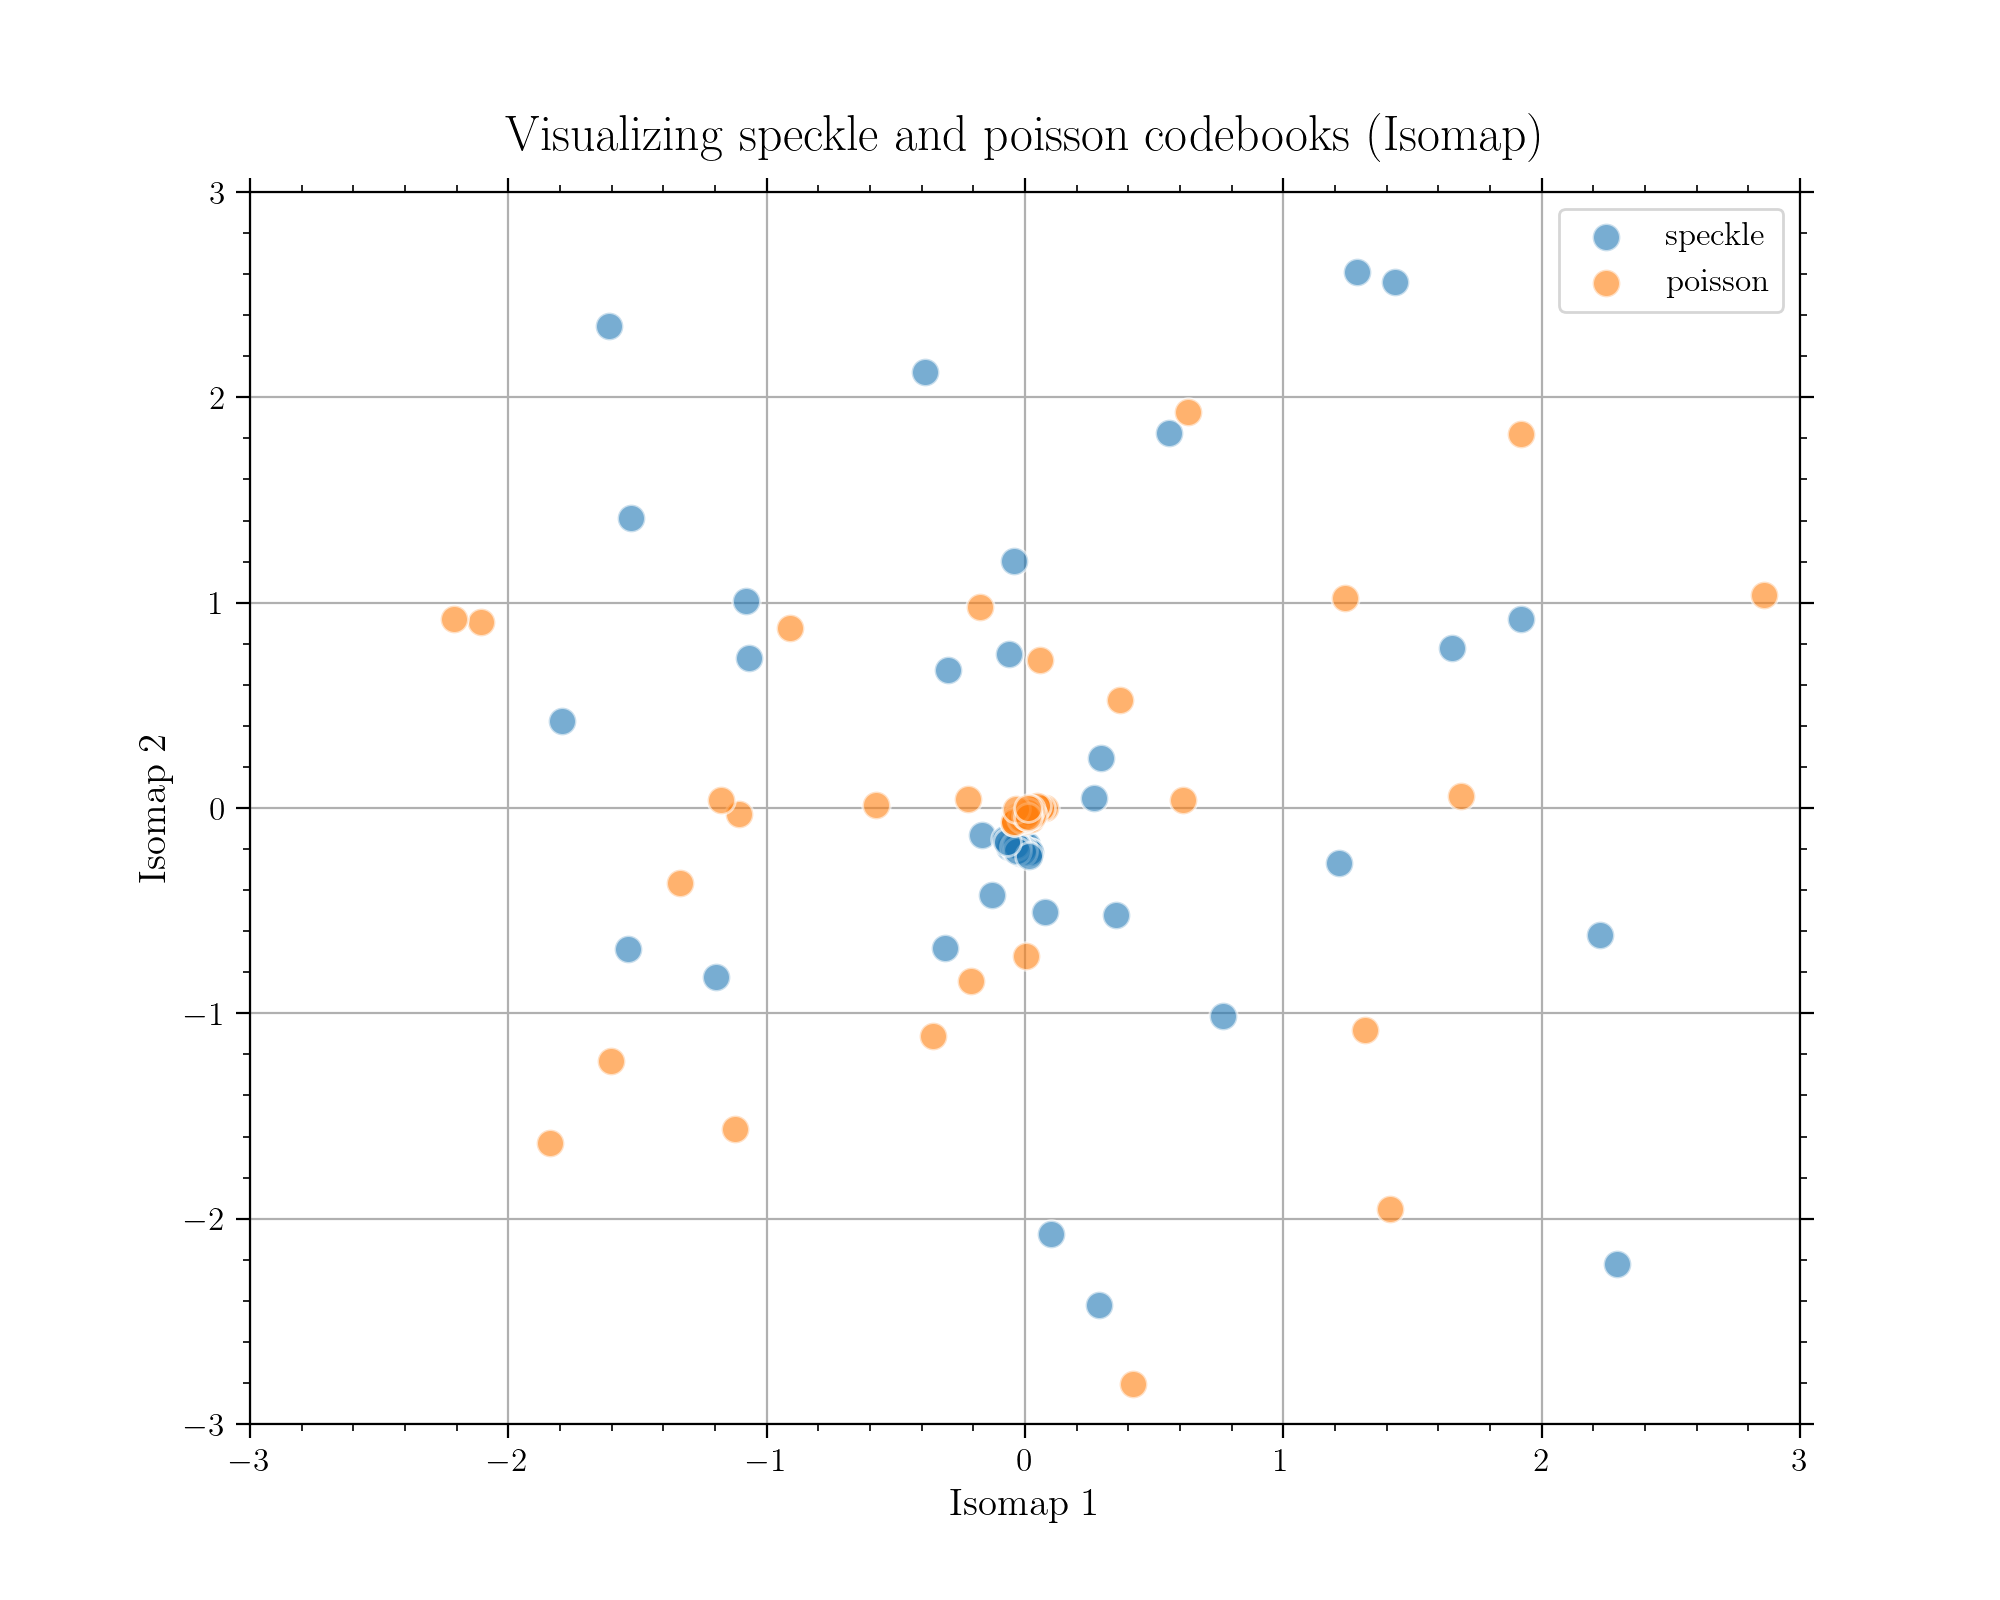 Visualizing speckle and poisson codebooks (Isomap)
speckle
poisson
3
2
1
0
−1
−2
−3
Isomap 2
−3
−2
−1
0
1
2
3
Isomap 1